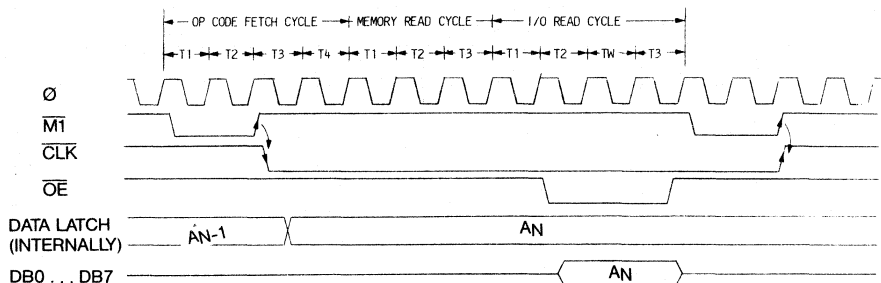 OP CODE FETCH CYCLE MEMORY READ CYCLE I/O READ CYCLE
T1 T2 T3 T4 T1 T2 T3 T1 T2 TW T3
Ø
M1
CLK
OE
DATA LATCH
(INTERNALLY)
AN-1
AN
DB0 . . . DB7
AN